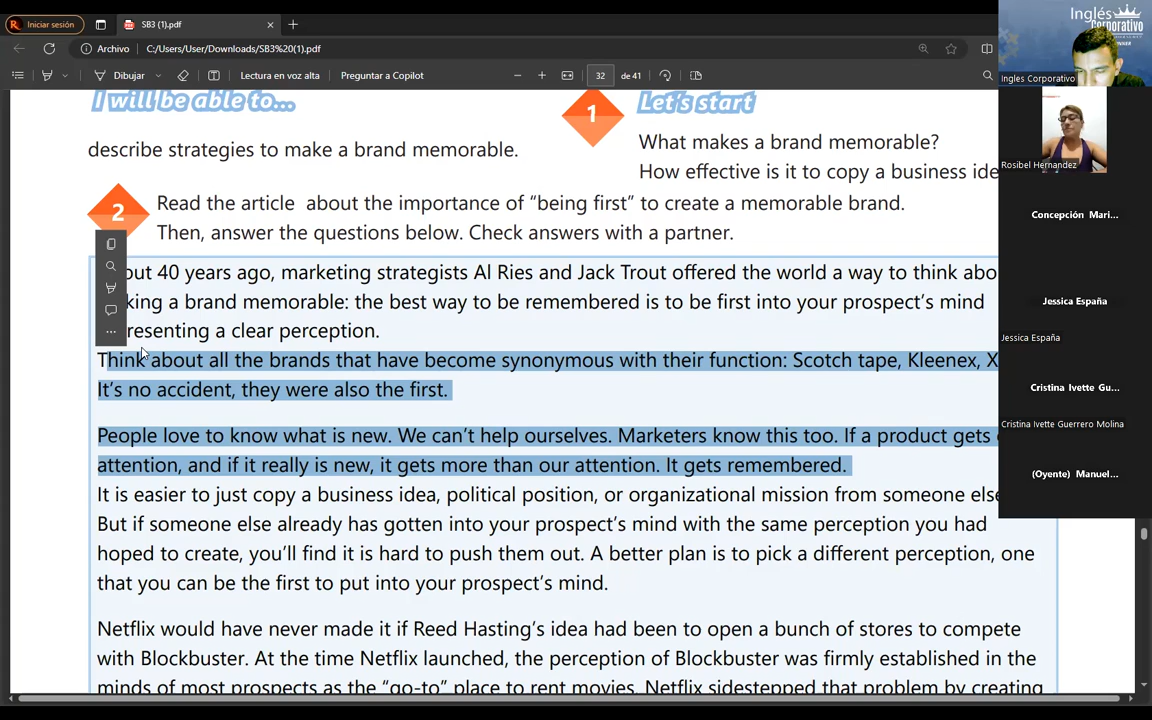 Iniciar sesión
SB3 (1).pdf
Archivo
C:/Users/User/Downloads/SB3%20(1).pdf
Dibujar
Lectura en voz alta
Preguntar a Copilot
32
de 41
I will be able to...
1
Let's start
describe strategies to make a brand memorable.
What makes a brand memorable?
How effective is it to copy a business
2
Read the article about the importance of “being first” to create a memorable brand.
Then, answer the questions below. Check answers with a partner.
40 years ago, marketing strategists Al Ries and Jack Trout offered the world a way to think
a brand memorable: the best way to be remembered is to be first into your prospect’s mind
a clear perception.
Think about all the brands that have become synonymous with their function: Scotch tape, Kleenex,
It’s no accident, they were also the first.
People love to know what is new. We can’t help ourselves. Marketers know this too. If a product gets
attention, and if it really is new, it gets more than our attention. It gets remembered.
It is easier to just copy a business idea, political position, or organizational mission from someone
But if someone else already has gotten into your prospect’s mind with the same perception you had
hoped to create, you’ll find it is hard to push them out. A better plan is to pick a different perception, one
that you can be the first to put into your prospect’s mind.
Netflix would have never made it if Reed Hasting’s idea had been to open a bunch of stores to compete
with Blockbuster. At the time Netflix launched, the perception of Blockbuster was firmly established in the
minds of most prospects as the “go-to” place to rent movies. Netflix sidestepped that problem by creating
Inglés
Corporativo
Ingles Corporativo
Rosibel Hernandez
Concepción Mari...
Jessica España
Jessica España
Cristina Ivette Gu...
Cristina Ivette Guerrero Molina
(Oyente) Manuel...